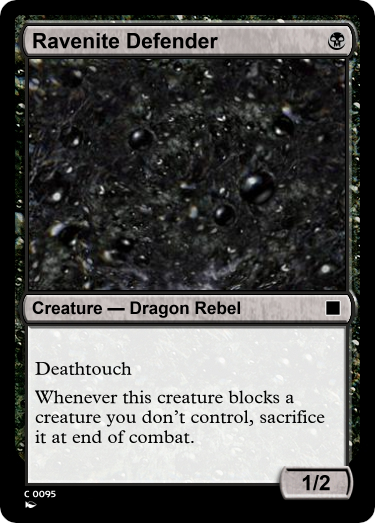 Ravenite Defender
Creature — Dragon Rebel
Deathtouch
Whenever this creature blocks a
creature you don't control, sacrifice
it at end of combat.
1/2
C 0095